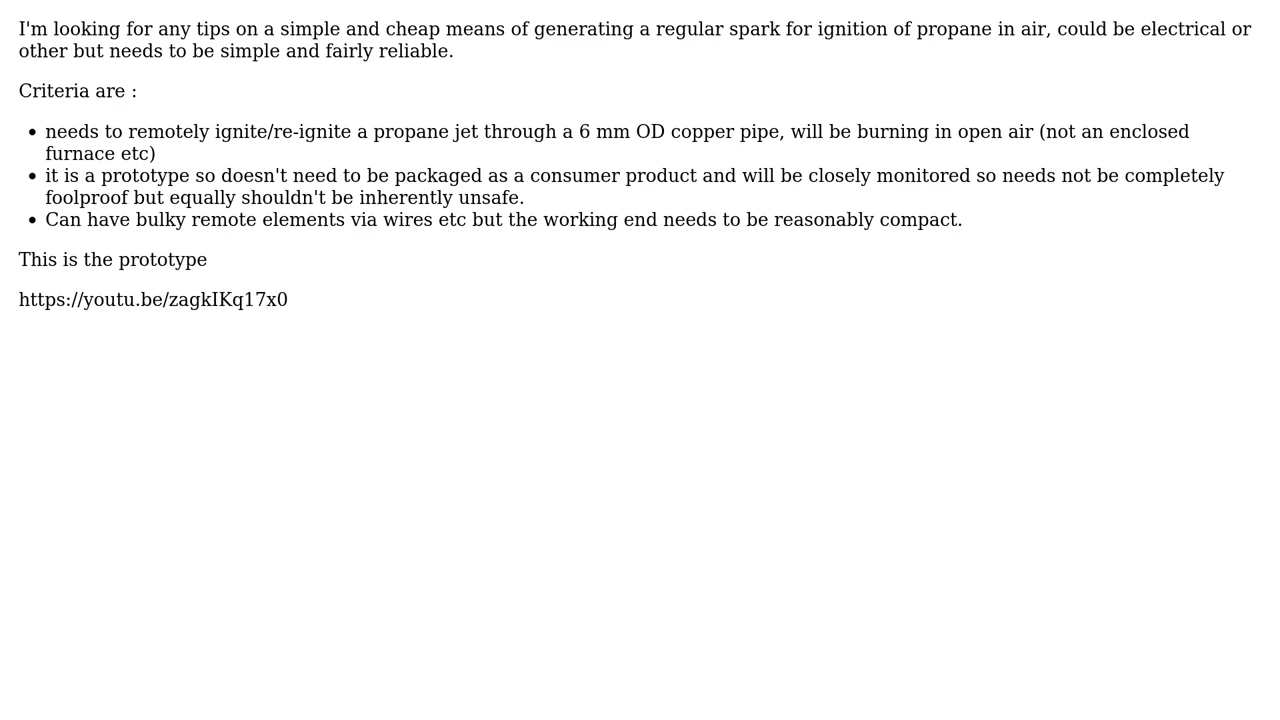 I'm looking for any tips on a simple and cheap means of generating a regular spark for ignition of propane in air, could be electrical or
other but needs to be simple and fairly reliable.
Criteria are :
• needs to remotely ignite/re-ignite a propane jet through a 6 mm OD copper pipe, will be burning in open air (not an enclosed
furnace etc)
• it is a prototype so doesn't need to be packaged as a consumer product and will be closely monitored so needs not be completely
foolproof but equally shouldn't be inherently unsafe.
• Can have bulky remote elements via wires etc but the working end needs to be reasonably compact.
This is the prototype
https://youtu.be/zagkIKq17x0